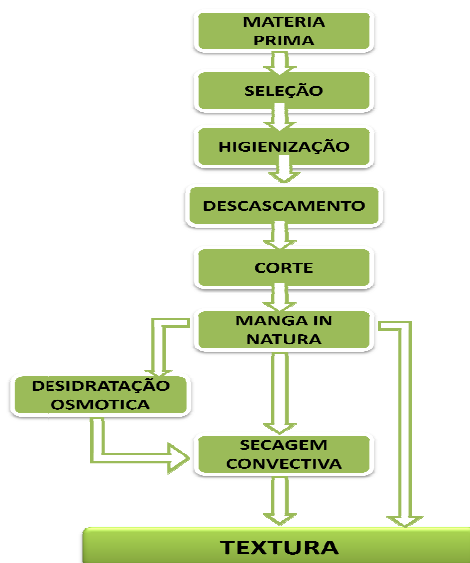 MATERIA
PRIMA
SELEÇÃO
HIGIENIZAÇÃO
DESCASCAMENTO
CORTE
MANGA IN
NATURA
DESIDRATAÇÃO
OSMOTICA
SECAGEM
CONVECTIVA
TEXTURA